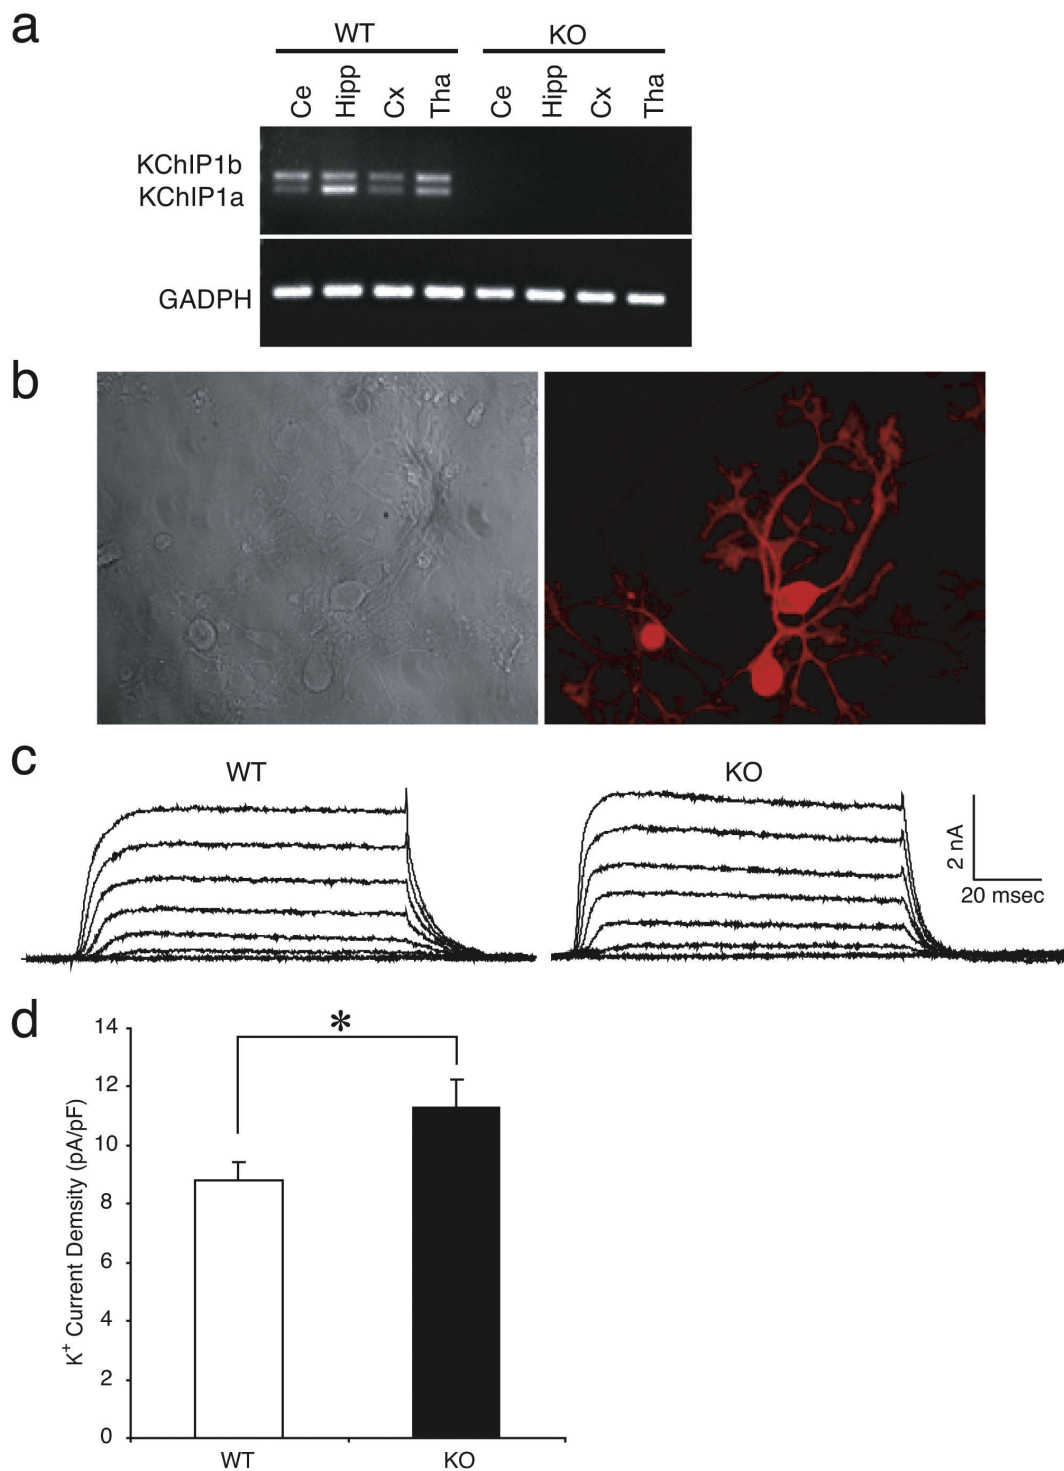 a
WT KO
Ce Hipp Cx Tha Ce Hipp Cx Tha
KChIP1b
KChIP1a
GADPH
b
c
WT KO
2 nA
20 msec
d
*
K+ Current Demsity (pA/pF)
14
12
10
8
6
4
2
0
WT KO